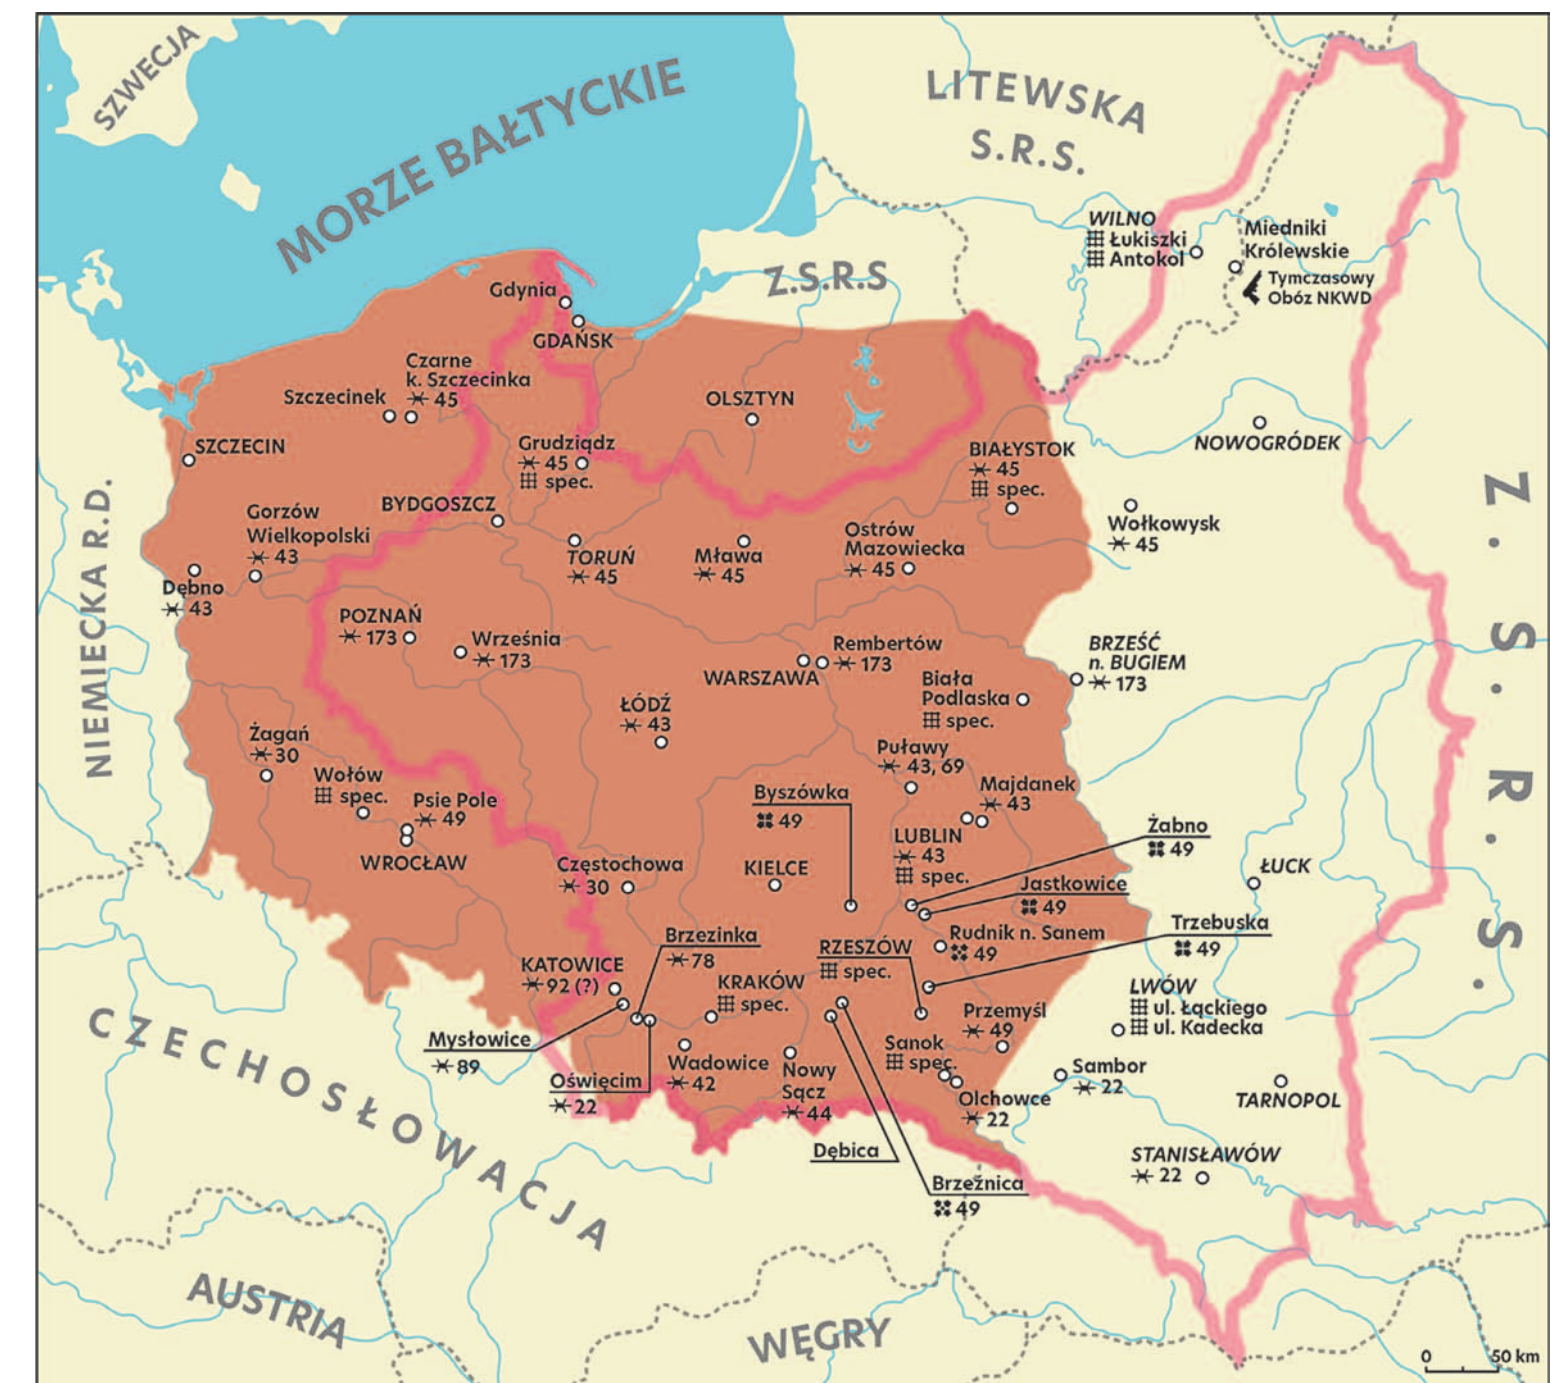 SZWECJA
MORZE BAŁTYCKIE
LITEWSKA
S.R.S.
WILNO
Łukiszki
Antokol
Miedniki
Królewskie
Tymczasowy
Obóz NKWD
Z.S.R.S
Gdynia
GDAŃSK
Czarne
k. Szczecinka
45
Szczecinek
OLSZTYN
SZCZECIN
Grudziądz
45
spec.
BIAŁYSTOK
45
spec.
NOWOGRÓDEK
Z. S. R. S.
NIEMIECKA R.D.
BYDGOSZCZ
Gorzów
Wielkopolski
43
TORUŃ
45
Mława
45
Ostrów
Mazowiecka
45
Wołkowysk
45
Dębno
43
POZNAŃ
173
Września
173
WARSZAWA
Rembertów
173
BRZEŚĆ
n. BUGIEM
173
Biała
Podlaska
spec.
ŁÓDŹ
43
Żagań
30
Wołów
spec.
Psie Pole
49
WROCŁAW
Puławy
43, 69
Majdanek
43
Byszówka
49
LUBLIN
43
spec.
Żabno
49
ŁUCK
Częstochowa
30
KIELCE
Jastkowice
49
Trzebuska
49
Rudnik n. Sanem
49
Brzezinka
78
RZESZÓW
spec.
KATOWICE
92 (?)
KRAKÓW
spec.
LWÓW
ul. Łąckiego
ul. Kadecka
Przemyśl
49
Mysłowice
89
Sanok
spec.
Wadowice
42
Nowy
Sącz
44
Sambor
22
Oświęcim
22
Olchowce
22
TARNOPOL
CZECHOSŁOWACJA
Dębica
STANISŁAWÓW
22
Brzeźnica
49
AUSTRIA
WĘGRY
0 50 km